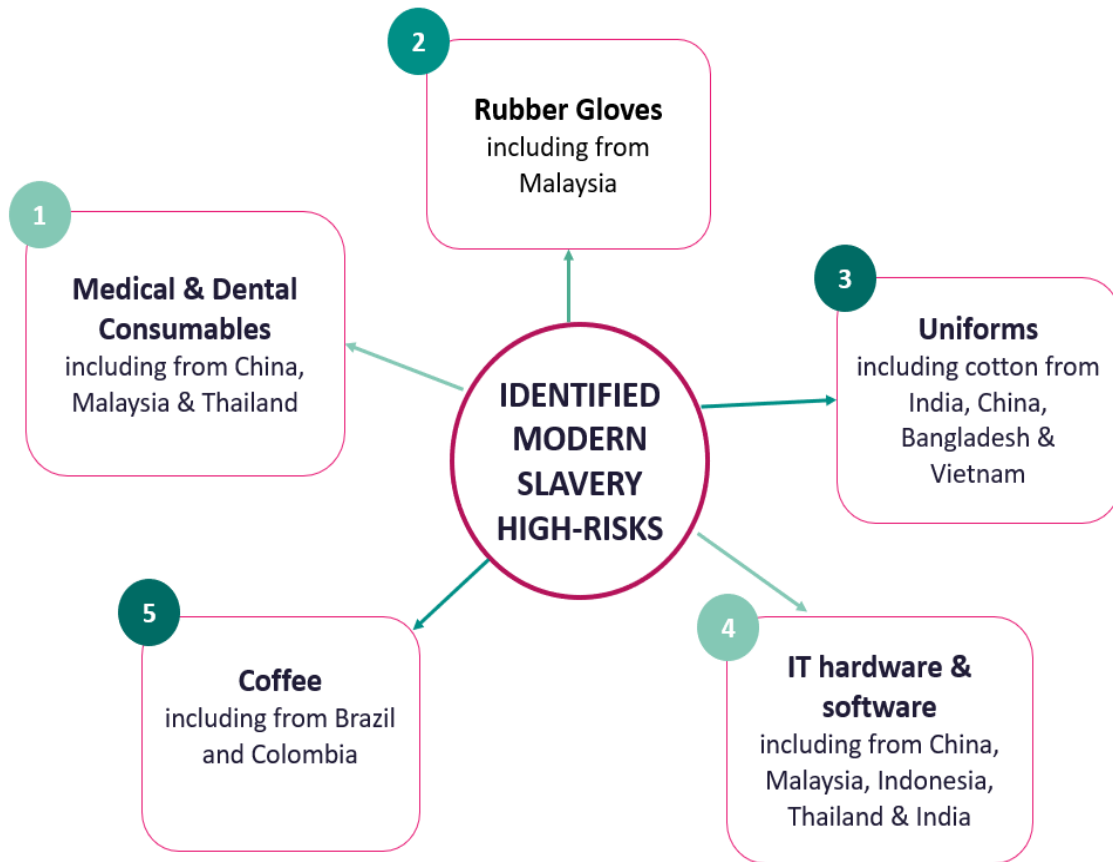 1
Medical & Dental
Consumables
including from China,
Malaysia & Thailand
2
Rubber Gloves
including from
Malaysia
3
Uniforms
including cotton from
India, China,
Bangladesh &
Vietnam
IDENTIFIED
MODERN
SLAVERY
HIGH-RISKS
4
IT hardware &
software
including from China,
Malaysia, Indonesia,
Thailand & India
5
Coffee
including from Brazil
and Colombia